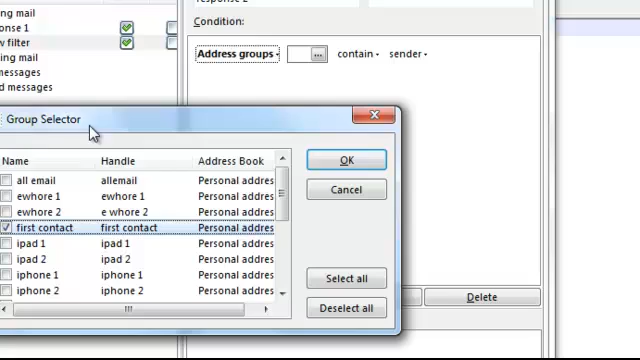 ing mail
onse 1
w filter
ing mail
messages
d messages
response 2
Condition:
Address groups ... contain sender
Group Selector
Name Handle Address Book
all email allemail Personal addres
ewhore 1 ewhore 1 Personal addres
ewhore 2 e whore 2 Personal addres
first contact first contact Personal addres
ipad 1 ipad 1 Personal addres
ipad 2 ipad 2 Personal addres
iphone 1 iphone 1 Personal addres
iphone 2 iphone 2 Personal addres
OK
Cancel
Select all
Deselect all
Delete